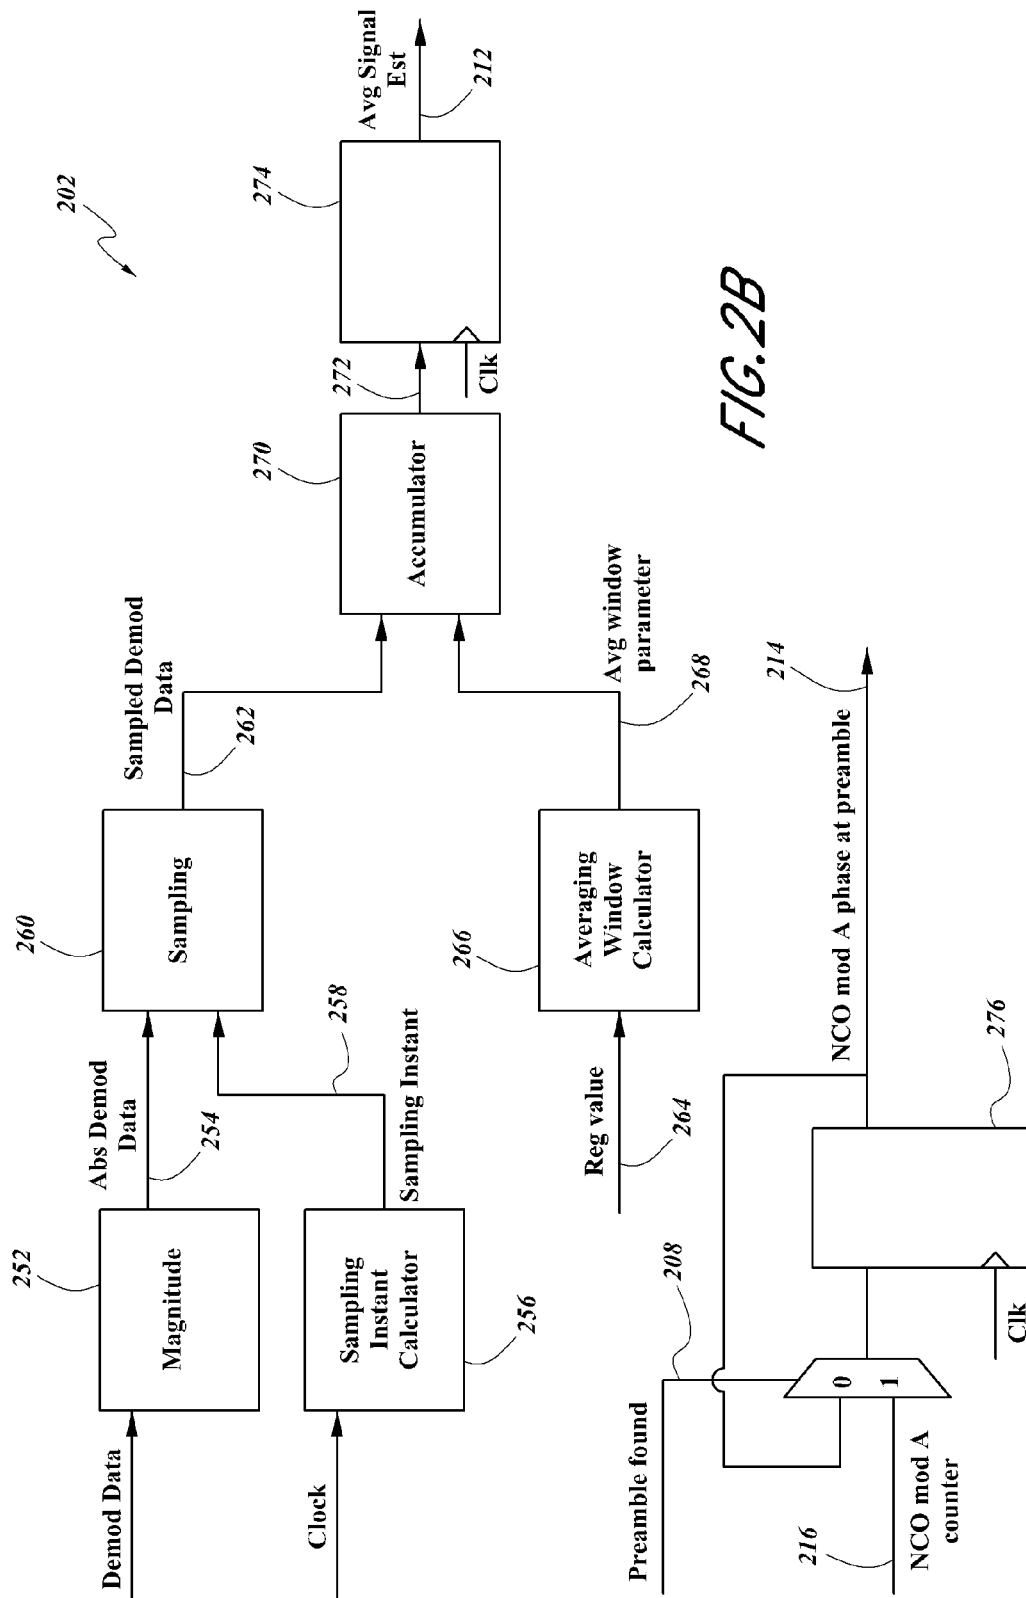 202
Demod Data
Magnitude
252
Abs Demod
Data
254
Clock
Sampling
Instant
Calculator
256
Sampling Instant
258
Sampling
260
Sampled Demod
Data
262
Reg value
264
Averaging
Window
Calculator
266
Avg window
parameter
268
Accumulator
270
272
Clk
274
Avg Signal
Est
212
Preamble found
208
0
1
NCO mod A
counter
216
Clk
276
NCO mod A phase at preamble
214
FIG. 2B